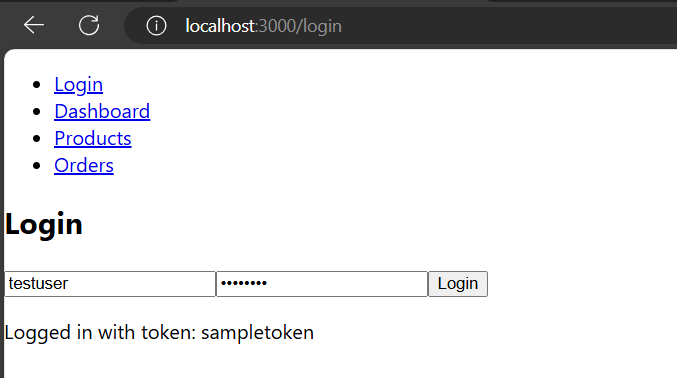 localhost:3000/login
Login
Dashboard
Products
Orders
Login
testuser •••••••• Login
Logged in with token: sampletoken